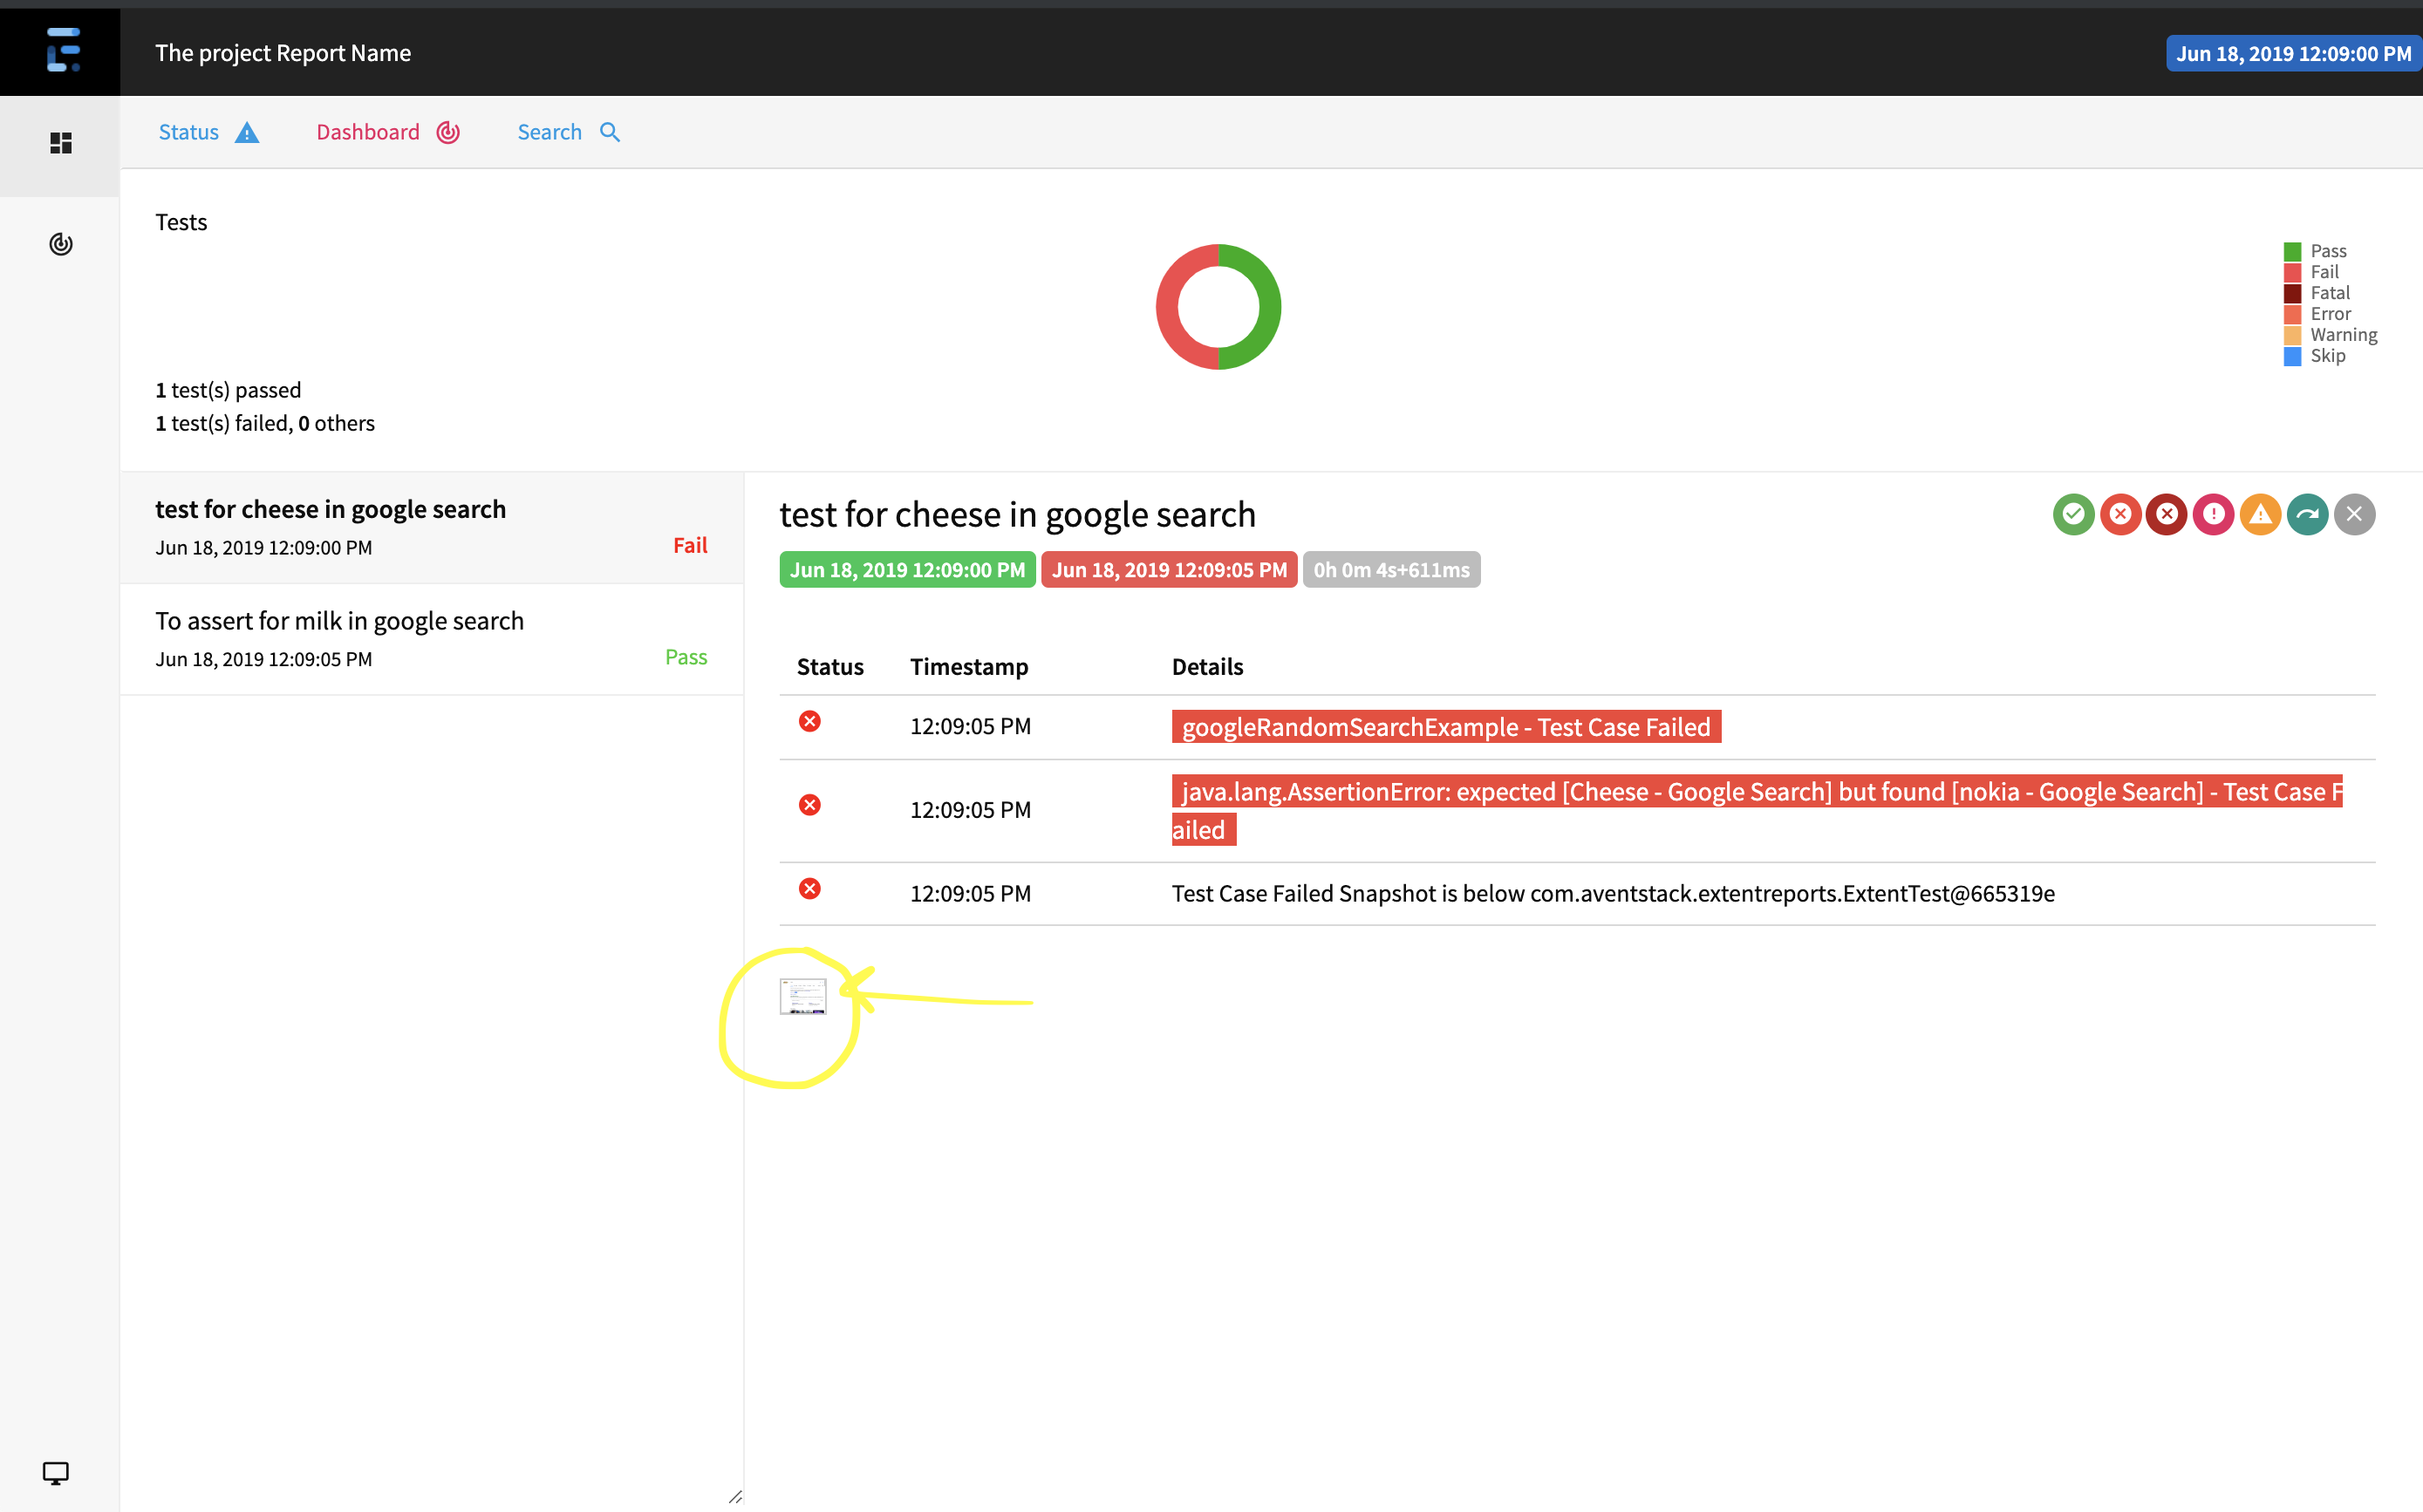 The project Report Name
Jun 18, 2019 12:09:00 PM
Status
Dashboard
Search
Tests
Pass
Fail
Fatal
Error
Warning
Skip
1 test(s) passed
1 test(s) failed, 0 others
test for cheese in google search
Jun 18, 2019 12:09:00 PM
Fail
To assert for milk in google search
Jun 18, 2019 12:09:05 PM
Pass
test for cheese in google search
Jun 18, 2019 12:09:00 PM Jun 18, 2019 12:09:05 PM 0h 0m 4s+611ms
Status Timestamp Details
12:09:05 PM googleRandomSearchExample - Test Case Failed
12:09:05 PM java.lang.AssertionError: expected [Cheese - Google Search] but found [nokia - Google Search] - Test Case F
ailed
12:09:05 PM Test Case Failed Snapshot is below com.aventstack.extentreports.ExtentTest@665319e